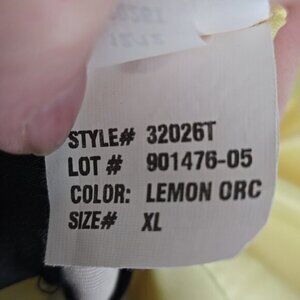 STYLE# 32026T
LOT # 901476-05
COLOR: LEMON ORC
SIZE# XL